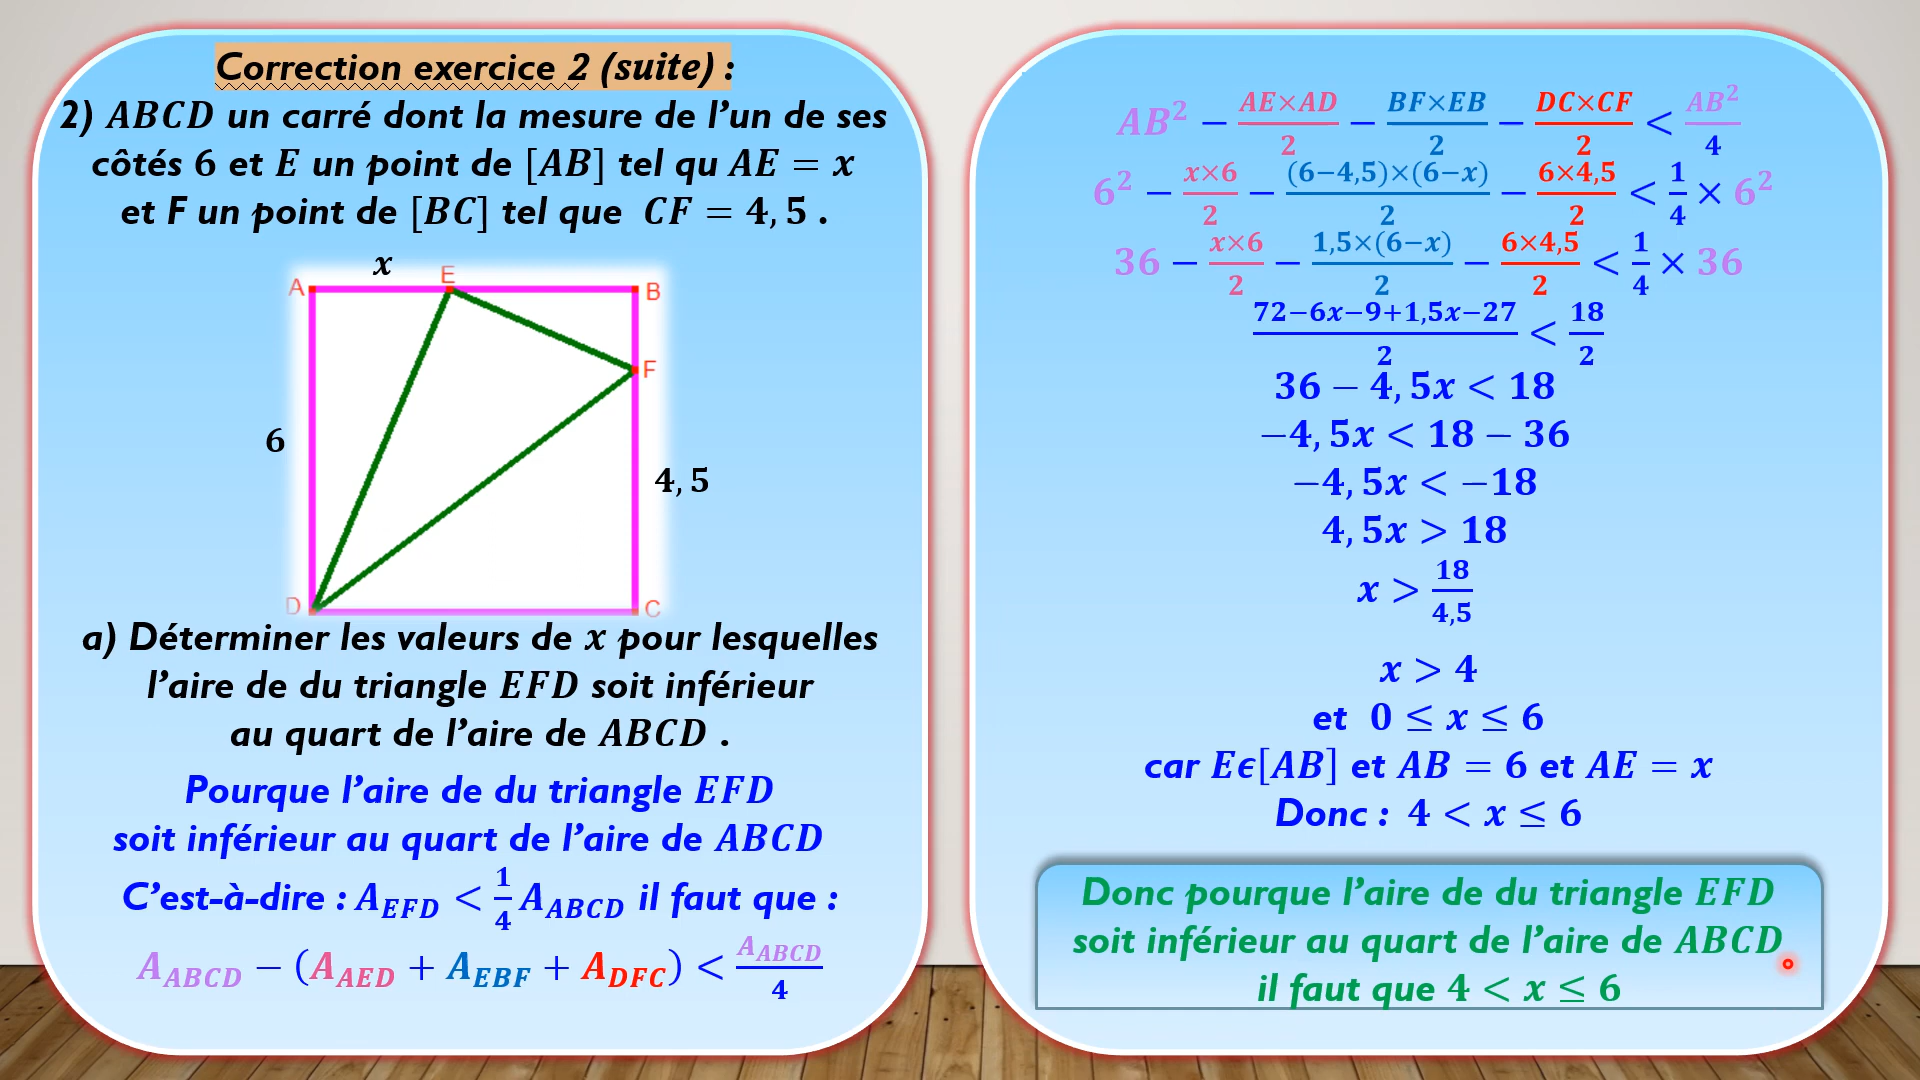 Correction exercice 2 (suite) :
2) ABCD un carré dont la mesure de l'un de ses
côtés 6 et E un point de [AB] tel qu AE = x
et F un point de [BC] tel que CF = 4,5 .
x
A E B
F
6
4,5
D C
a) Déterminer les valeurs de x pour lesquelles
l'aire de du triangle EFD soit inférieur
au quart de l'aire de ABCD .
Pourque l'aire de du triangle EFD
soit inférieur au quart de l'aire de ABCD
C'est-à-dire : A_EFD < 1/4 A_ABCD il faut que :
A_ABCD − (A_AED + A_EBF + A_DFC) < A_ABCD/4
AB² − (AE×AD)/2 − (BF×EB)/2 − (DC×CF)/2 < AB²/4
6² − (x×6)/2 − ((6−4,5)×(6−x))/2 − (6×4,5)/2 < 1/4 × 6²
36 − (x×6)/2 − (1,5×(6−x))/2 − (6×4,5)/2 < 1/4 × 36
(72−6x−9+1,5x−27)/2 < 18/2
36 − 4,5x < 18
−4,5x < 18 − 36
−4,5x < −18
4,5x > 18
x > 18/4,5
x > 4
et 0 ≤ x ≤ 6
car Eϵ[AB] et AB = 6 et AE = x
Donc : 4 < x ≤ 6
Donc pourque l'aire de du triangle EFD
soit inférieur au quart de l'aire de ABCD
il faut que 4 < x ≤ 6